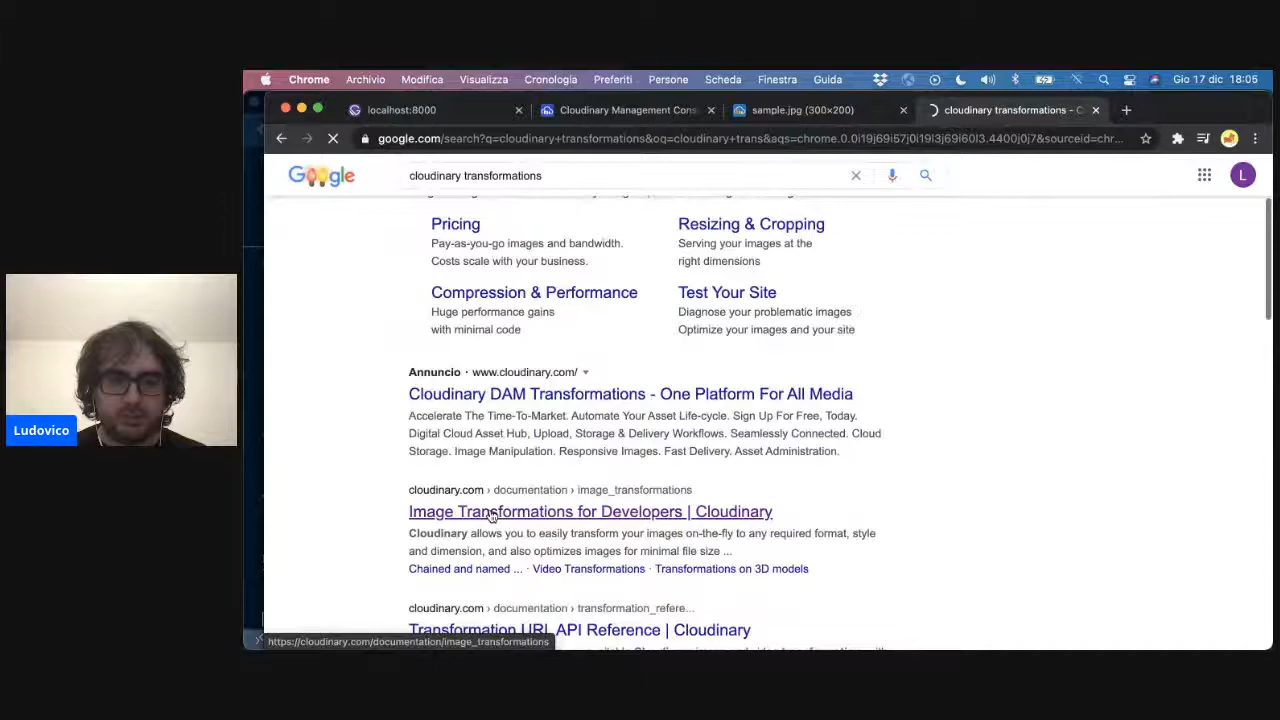 Chrome Archivio Modifica Visualizza Cronologia Preferiti Persone Scheda Finestra Guida Gio 17 dic 18:05
localhost:8000 Cloudinary Management Cons sample.jpg (300×200) cloudinary transformations - C
google.com/search?q=cloudinary+transformations&oq=cloudinary+trans&aqs=chrome.0.0i19j69i57j0i19l3j69i60l3.4400j0j7&sourceid=chr...
Google cloudinary transformations L
Pricing
Pay-as-you-go images and bandwidth.
Costs scale with your business.
Resizing & Cropping
Serving your images at the
right dimensions
Compression & Performance
Huge performance gains
with minimal code
Test Your Site
Diagnose your problematic images
Optimize your images and your site
Annuncio · www.cloudinary.com/
Cloudinary DAM Transformations - One Platform For All Media
Accelerate The Time-To-Market. Automate Your Asset Life-cycle. Sign Up For Free, Today.
Digital Cloud Asset Hub, Upload, Storage & Delivery Workflows. Seamlessly Connected. Cloud
Storage. Image Manipulation. Responsive Images. Fast Delivery. Asset Administration.
cloudinary.com › documentation › image_transformations
Image Transformations for Developers | Cloudinary
Cloudinary allows you to easily transform your images on-the-fly to any required format, style
and dimension, and also optimizes images for minimal file size ...
Chained and named ... · Video Transformations · Transformations on 3D models
cloudinary.com › documentation › transformation_refere...
Transformation URL API Reference | Cloudinary
https://cloudinary.com/documentation/image_transformations
Ludovico